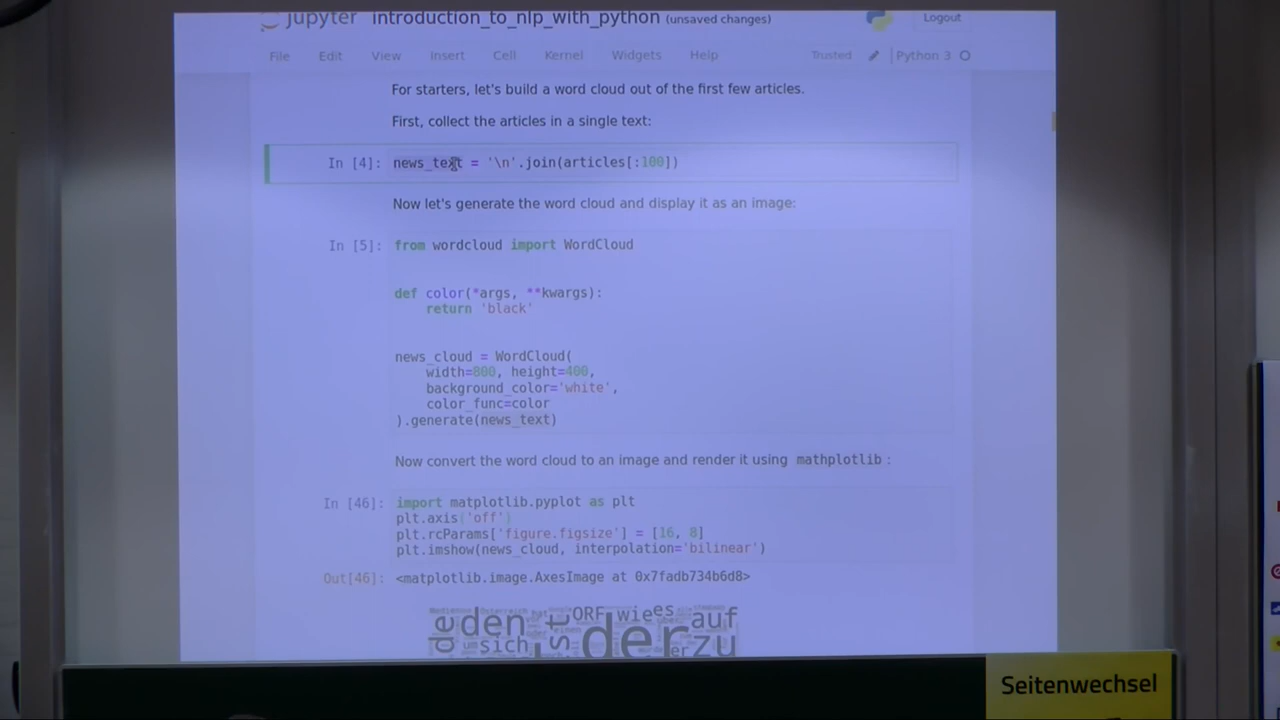 jupyter introduction_to_nlp_with_python (unsaved changes) Logout
File Edit View Insert Cell Kernel Widgets Help Trusted Python 3
For starters, let's build a word cloud out of the first few articles.
First, collect the articles in a single text:
In [4]: news_text = '\n'.join(articles[:100])
Now let's generate the word cloud and display it as an image:
In [5]: from wordcloud import WordCloud
def color(*args, **kwargs):
return 'black'
news_cloud = WordCloud(
width=800, height=400,
background_color='white',
color_func=color
).generate(news_text)
Now convert the word cloud to an image and render it using mathplotlib :
In [46]: import matplotlib.pyplot as plt
plt.axis('off')
plt.rcParams['figure.figsize'] = [16, 8]
plt.imshow(news_cloud, interpolation='bilinear')
Out[46]: <matplotlib.image.AxesImage at 0x7fadb734b6d8>
de den ist ORF wie es auf
um sich der er zu
Seitenwechsel